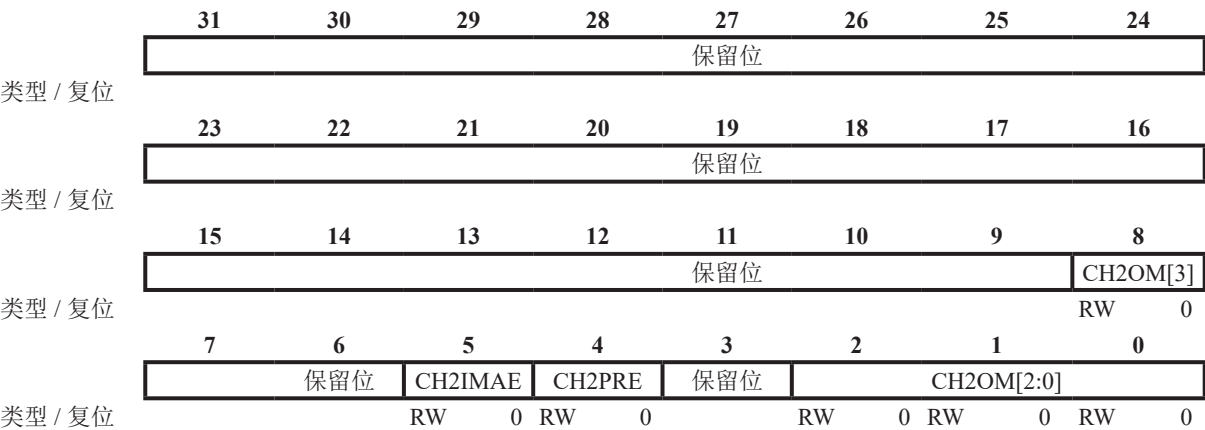 31 30 29 28 27 26 25 24
保留位
类型 / 复位
23 22 21 20 19 18 17 16
保留位
类型 / 复位
15 14 13 12 11 10 9 8
保留位 CH2OM[3]
类型 / 复位 RW 0
7 6 5 4 3 2 1 0
保留位 CH2IMAE CH2PRE 保留位 CH2OM[2:0]
类型 / 复位 RW 0 RW 0 RW 0 RW 0 RW 0